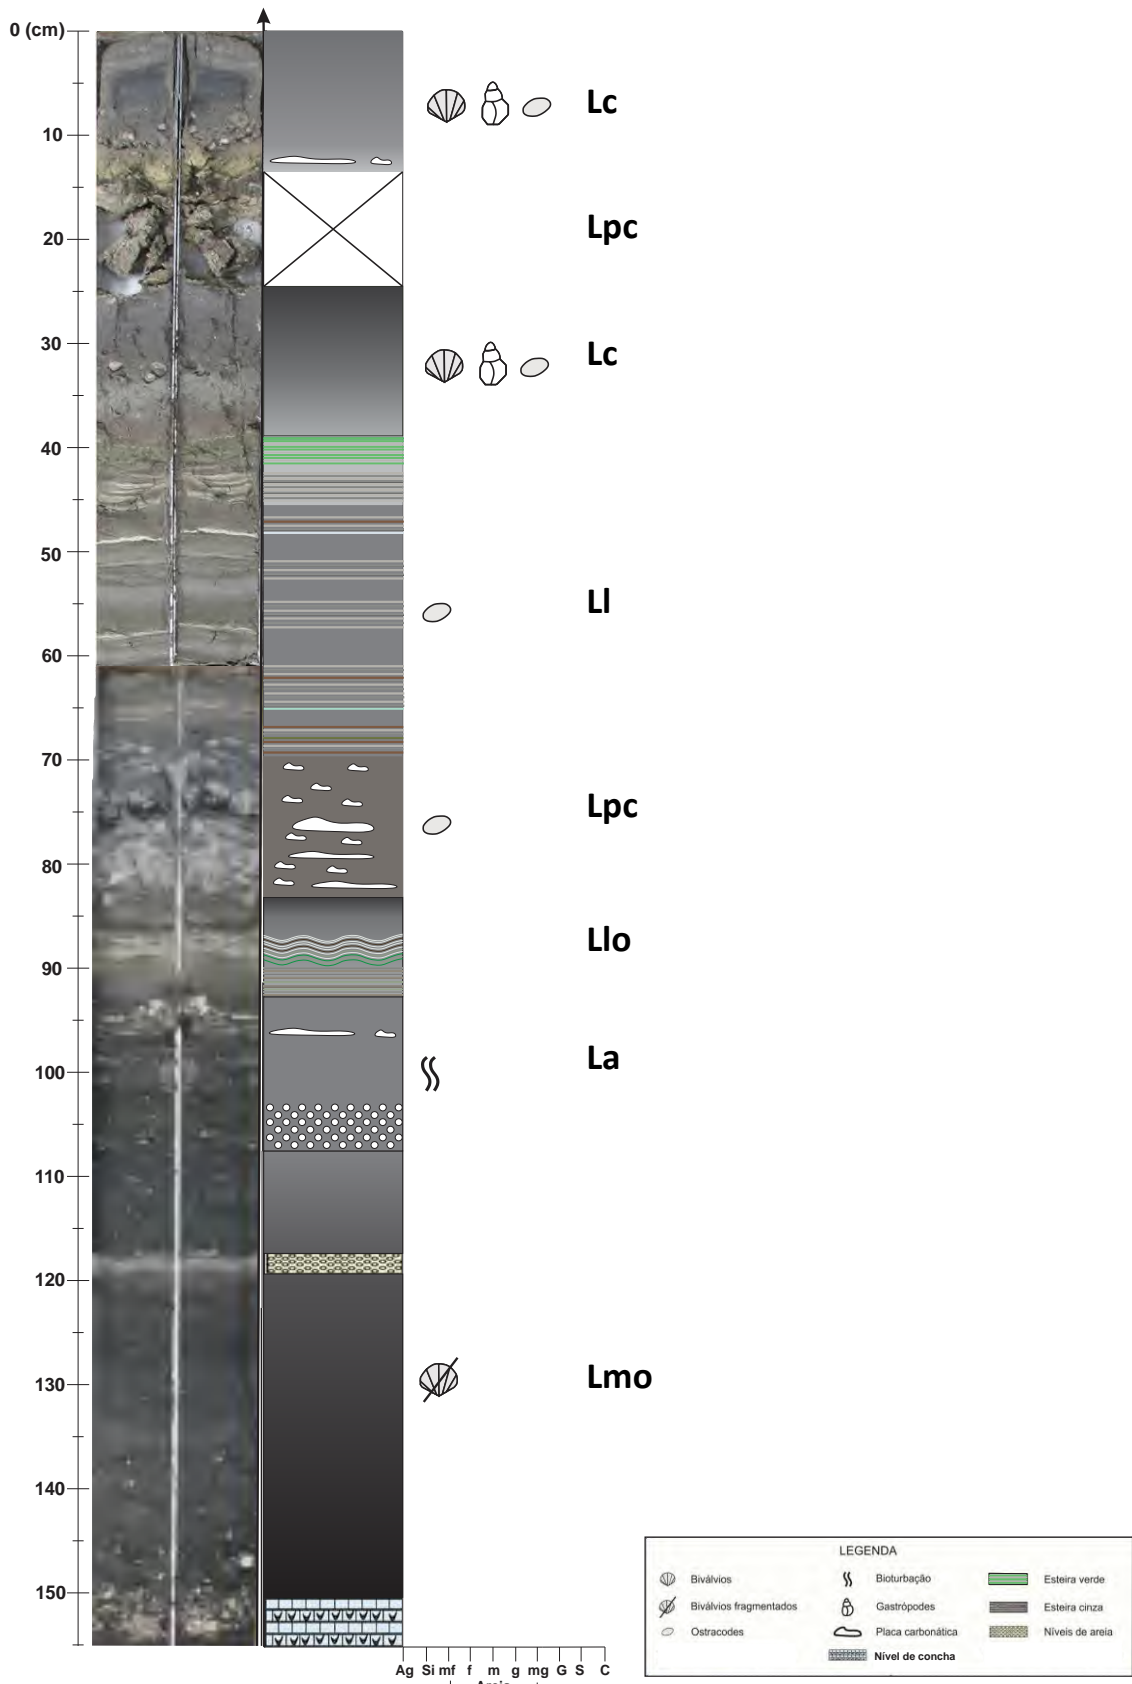 0 (cm)
Lc
10
Lpc
20
30
Lc
40
50
Ll
60
70
Lpc
80
Llo
90
La
100
110
120
130
Lmo
140
150
LEGENDA
Biválvios
Bioturbação
Esteira verde
Biválvios fragmentados
Gastrópodes
Esteira cinza
Ostracodes
Placa carbonática
Níveis de areia
Nível de concha
Ag Si mf f m g mg G S C
Areia